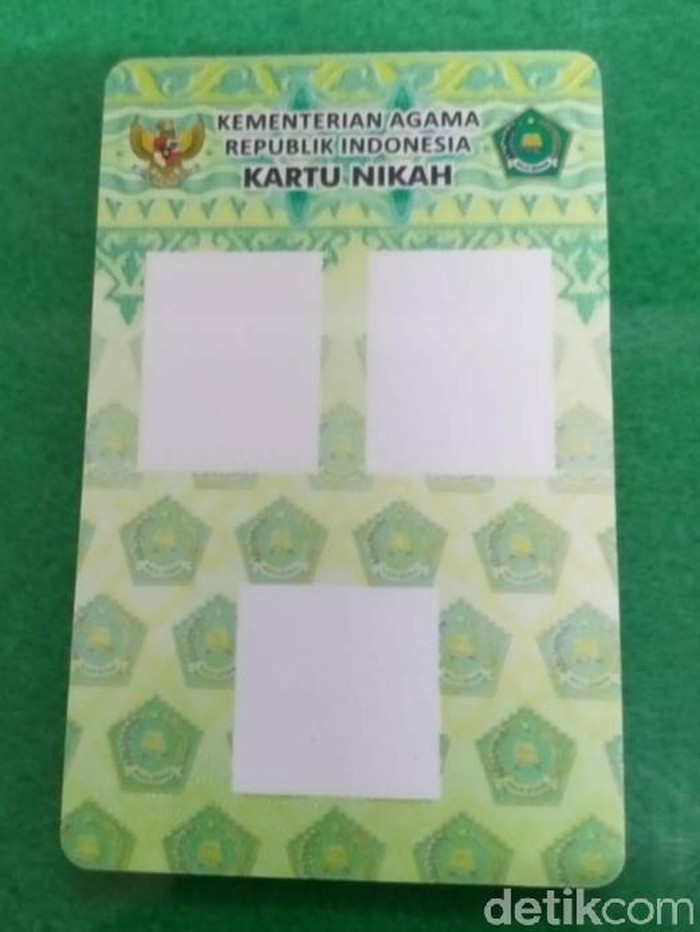 KEMENTERIAN AGAMA
REPUBLIK INDONESIA
KARTU NIKAH
detikcom